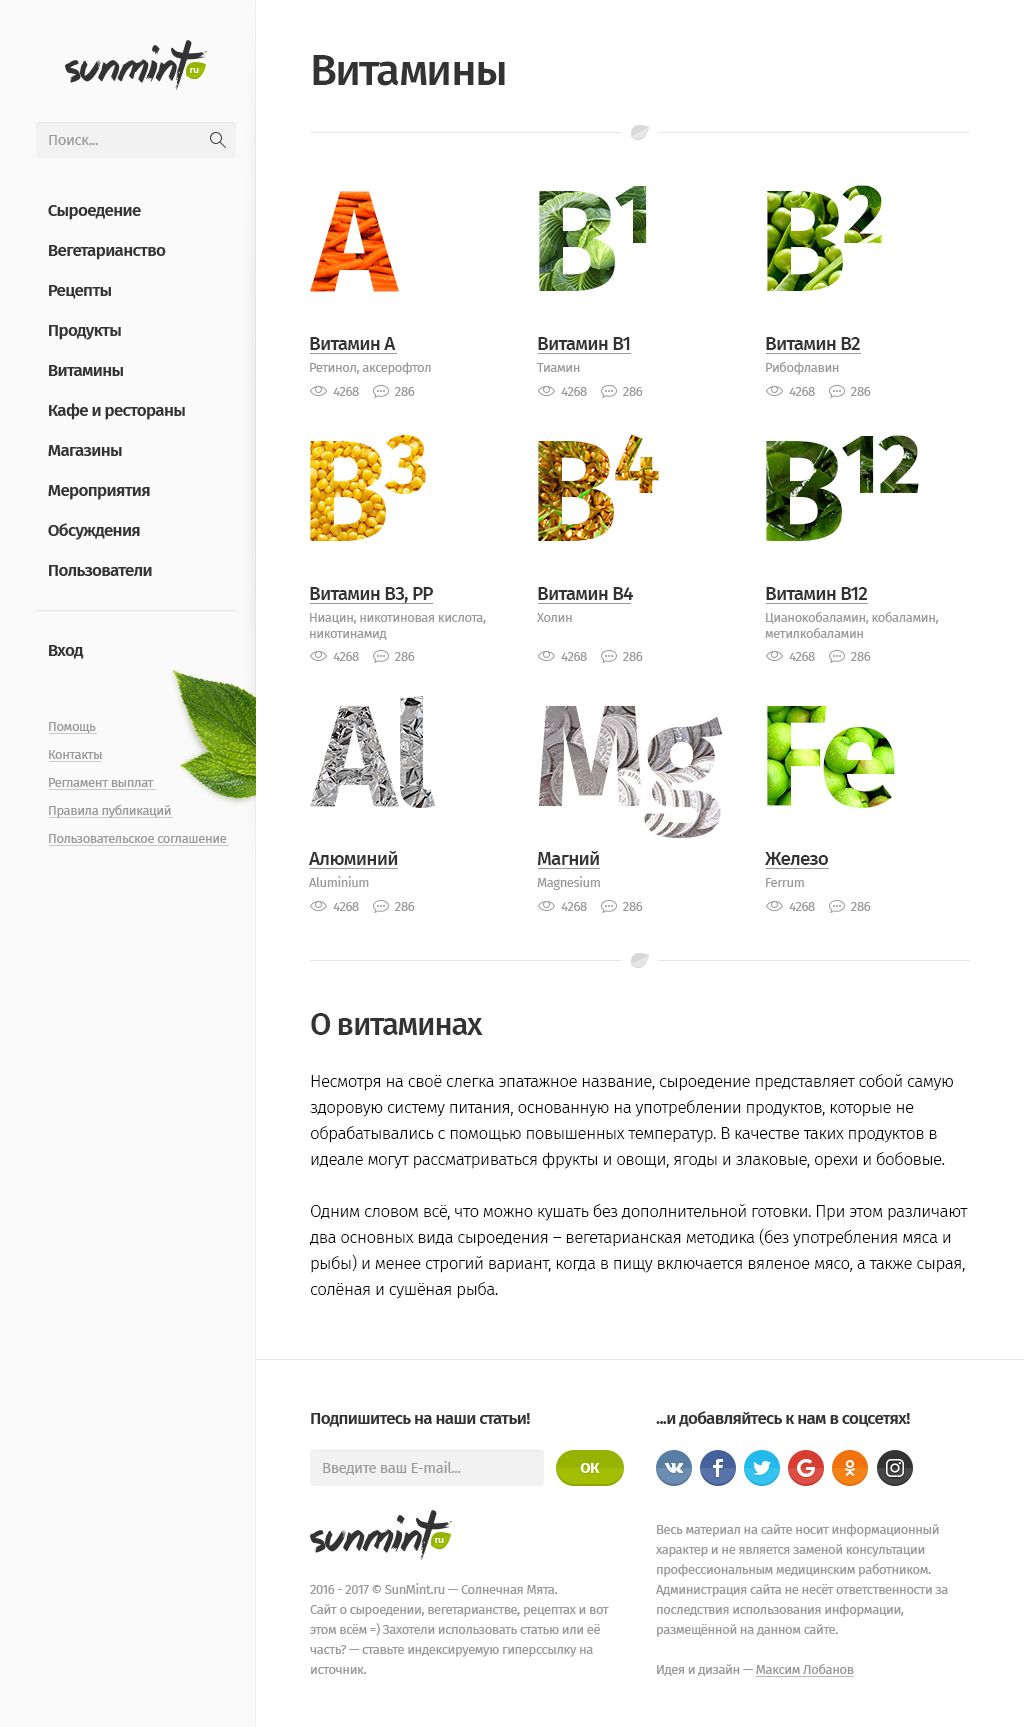 sunmint.ru
Поиск...
Сыроедение
Вегетарианство
Рецепты
Продукты
Витамины
Кафе и рестораны
Магазины
Мероприятия
Обсуждения
Пользователи
Вход
Помощь
Контакты
Регламент выплат
Правила публикаций
Пользовательское соглашение
Витамины
A B1 B2
Витамин A
Ретинол, аксерофтол
4268 286
Витамин B1
Тиамин
4268 286
Витамин B2
Рибофлавин
4268 286
B3 B4 B12
Витамин B3, PP
Ниацин, никотиновая кислота,
никотинамид
4268 286
Витамин B4
Холин
4268 286
Витамин B12
Цианокобаламин, кобаламин,
метилкобаламин
4268 286
Al Mg Fe
Алюминий
Aluminium
4268 286
Магний
Magnesium
4268 286
Железо
Ferrum
4268 286
О витаминах
Несмотря на своё слегка эпатажное название, сыроедение представляет собой самую
здоровую систему питания, основанную на употреблении продуктов, которые не
обрабатывались с помощью повышенных температур. В качестве таких продуктов в
идеале могут рассматриваться фрукты и овощи, ягоды и злаковые, орехи и бобовые.
Одним словом всё, что можно кушать без дополнительной готовки. При этом различают
два основных вида сыроедения – вегетарианская методика (без употребления мяса и
рыбы) и менее строгий вариант, когда в пищу включается вяленое мясо, а также сырая,
солёная и сушёная рыба.
Подпишитесь на наши статьи!
Введите ваш E-mail...
ОК
sunmint.ru
2016 - 2017 © SunMint.ru — Солнечная Мята.
Сайт о сыроедении, вегетарианстве, рецептах и вот
этом всём =) Захотели использовать статью или её
часть? — ставьте индексируемую гиперссылку на
источник.
...и добавляйтесь к нам в соцсетях!
Весь материал на сайте носит информационный
характер и не является заменой консультации
профессиональным медицинским работником.
Администрация сайта не несёт ответственности за
последствия использования информации,
размещённой на данном сайте.
Идея и дизайн — Максим Лобанов